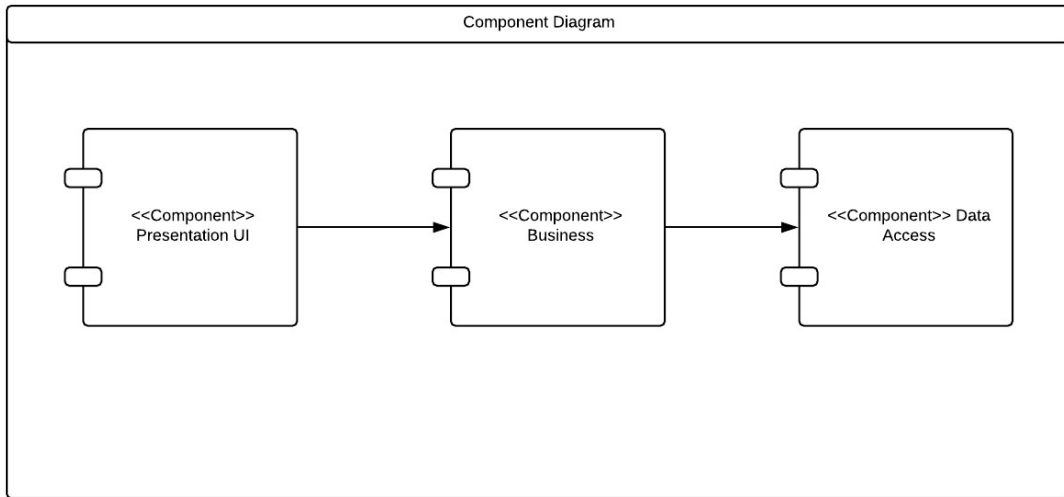 Component Diagram
<<Component>>
Presentation UI
<<Component>>
Business
<<Component>> Data
Access